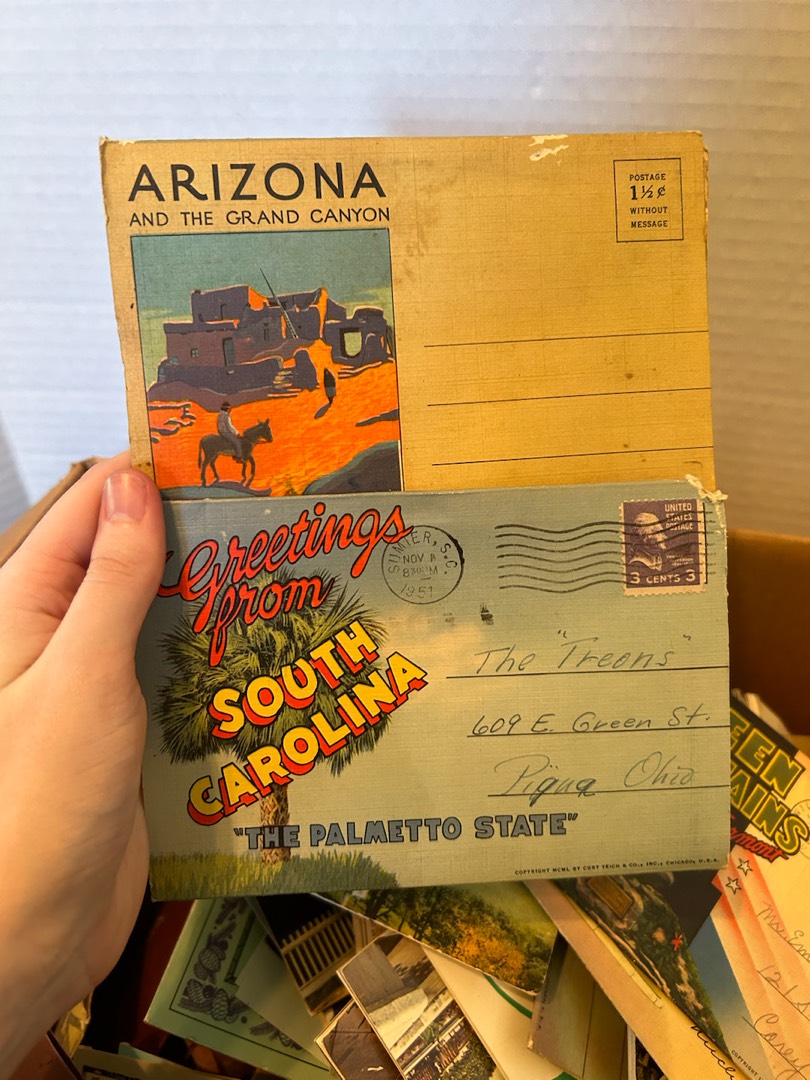 ARIZONA
AND THE GRAND CANYON
POSTAGE
1½¢
WITHOUT
MESSAGE
Greetings
from
SOUTH
CAROLINA
"THE PALMETTO STATE"
SUMTER, S.C.
NOV
1951
UNITED
STATES
POSTAGE
3 CENTS 3
The "Treons"
609 E. Green St.
Piqua Ohio
COPYRIGHT MCML BY CURT TEICH & CO., INC., CHICAGO, U.S.A.
EEN
AINS